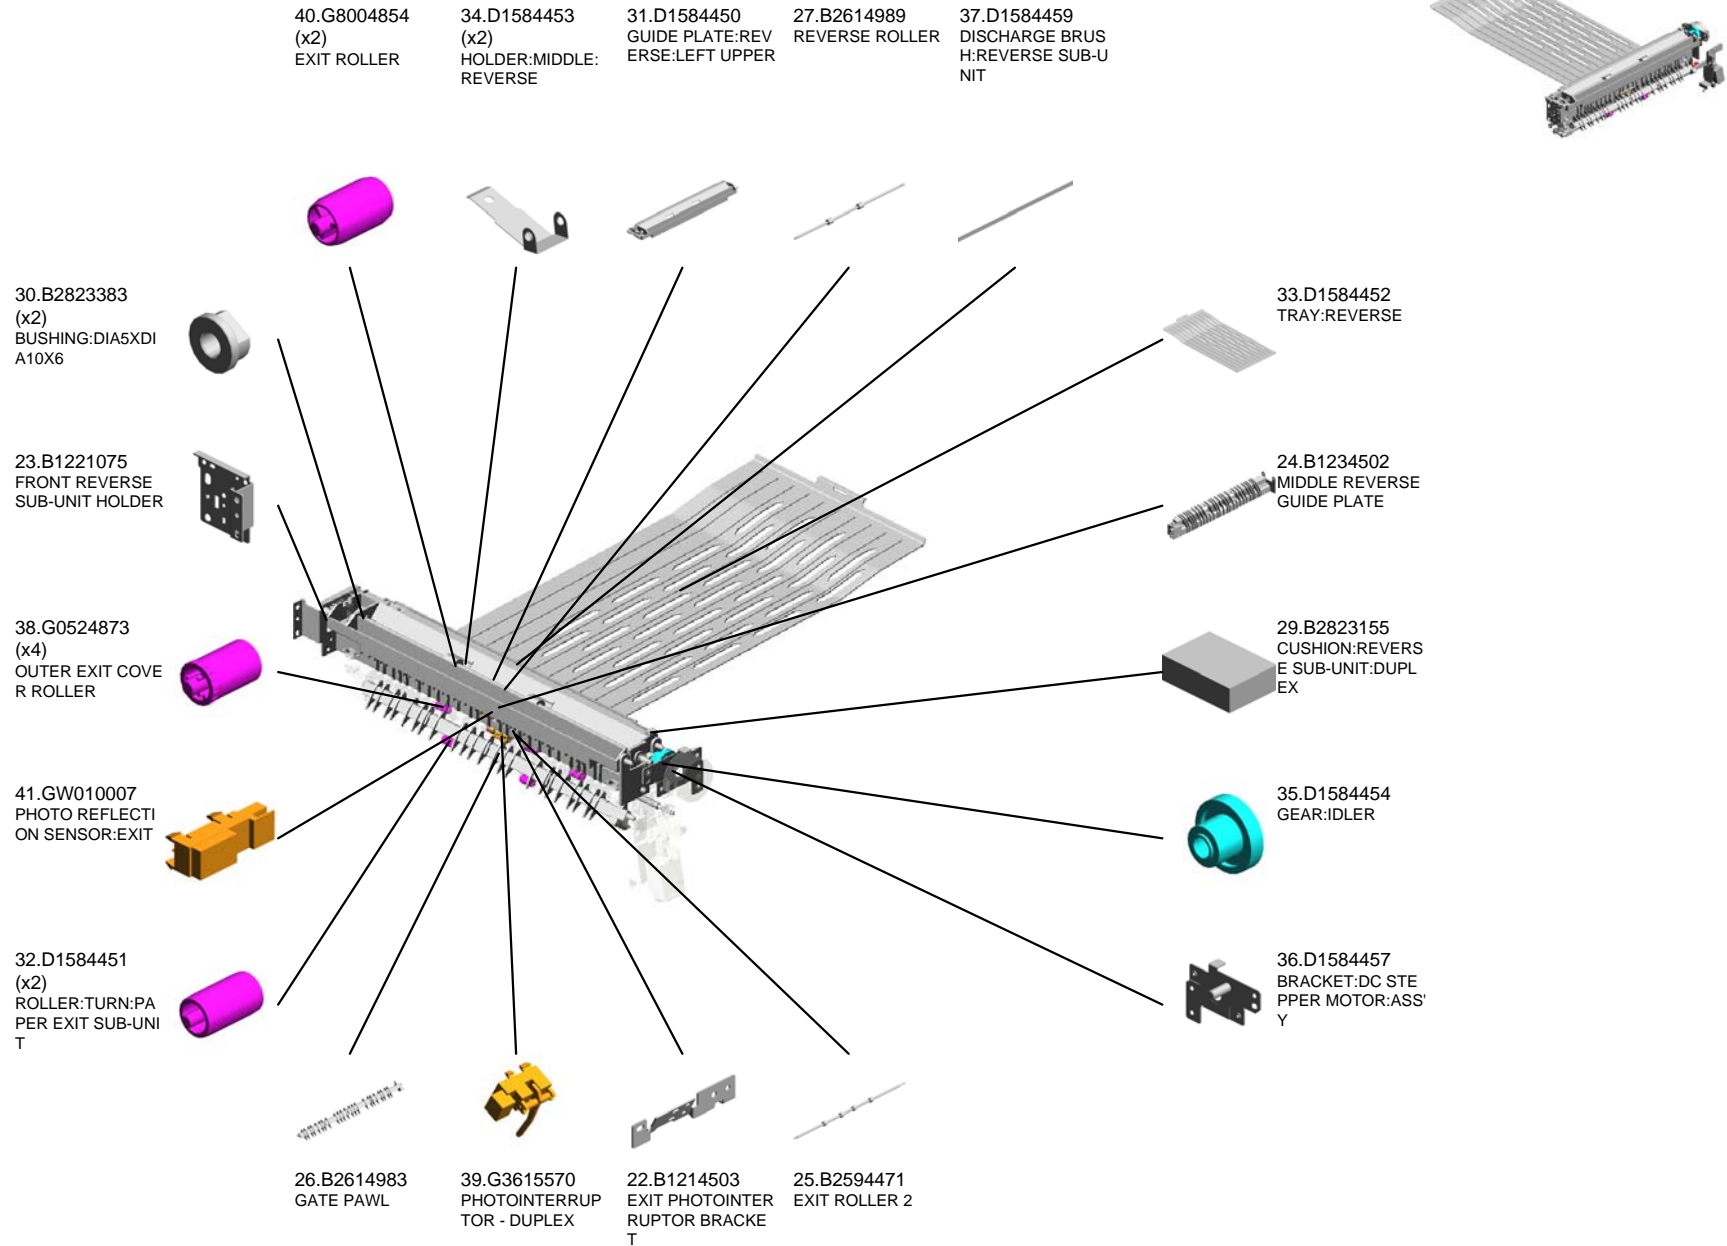 40.G8004854
(x2)
EXIT ROLLER
34.D1584453
(x2)
HOLDER:MIDDLE:
REVERSE
31.D1584450
GUIDE PLATE:REV
ERSE:LEFT UPPER
27.B2614989
REVERSE ROLLER
37.D1584459
DISCHARGE BRUS
H:REVERSE SUB-U
NIT
30.B2823383
(x2)
BUSHING:DIA5XDI
A10X6
33.D1584452
TRAY:REVERSE
23.B1221075
FRONT REVERSE
SUB-UNIT HOLDER
24.B1234502
MIDDLE REVERSE
GUIDE PLATE
38.G0524873
(x4)
OUTER EXIT COVE
R ROLLER
29.B2823155
CUSHION:REVERS
E SUB-UNIT:DUPL
EX
41.GW010007
PHOTO REFLECTI
ON SENSOR:EXIT
35.D1584454
GEAR:IDLER
32.D1584451
(x2)
ROLLER:TURN:PA
PER EXIT SUB-UNI
T
36.D1584457
BRACKET:DC STE
PPER MOTOR:ASS'
Y
26.B2614983
GATE PAWL
39.G3615570
PHOTOINTERRUP
TOR - DUPLEX
22.B1214503
EXIT PHOTOINTER
RUPTOR BRACKE
T
25.B2594471
EXIT ROLLER 2